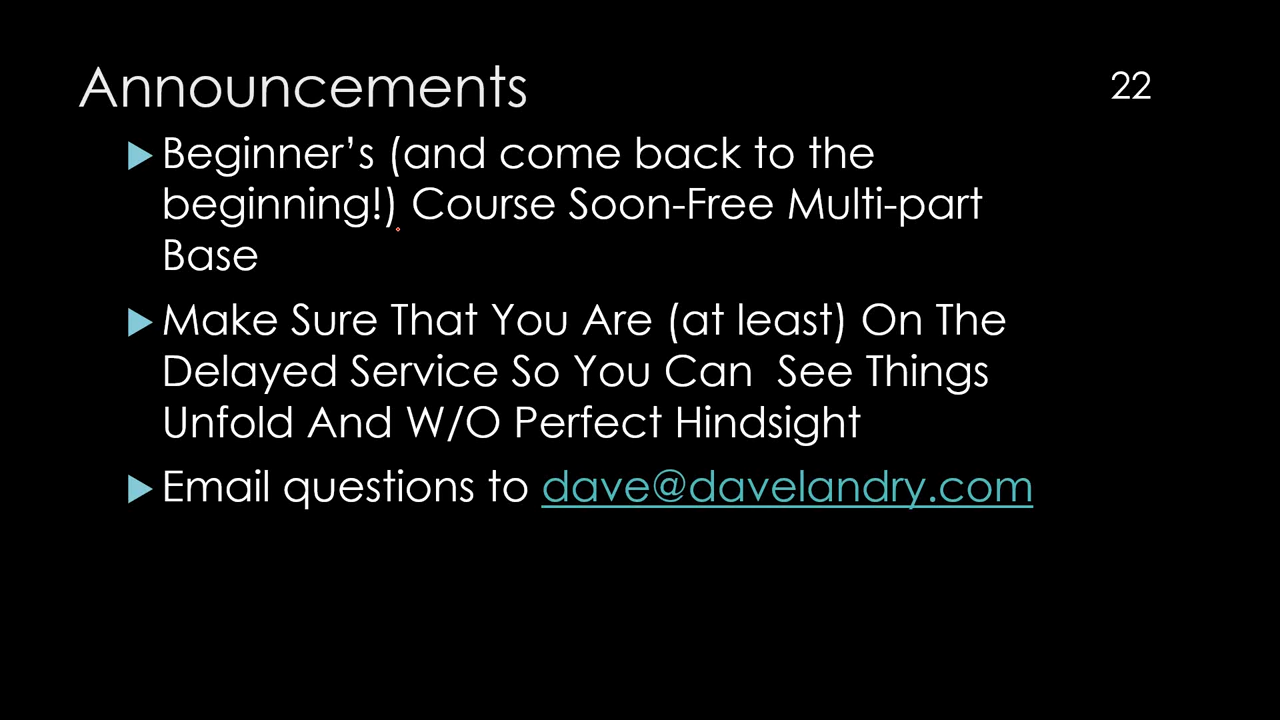 Announcements
22
Beginner’s (and come back to the
beginning!) Course Soon-Free Multi-part
Base
Make Sure That You Are (at least) On The
Delayed Service So You Can  See Things
Unfold And W/O Perfect Hindsight
Email questions to dave@davelandry.com